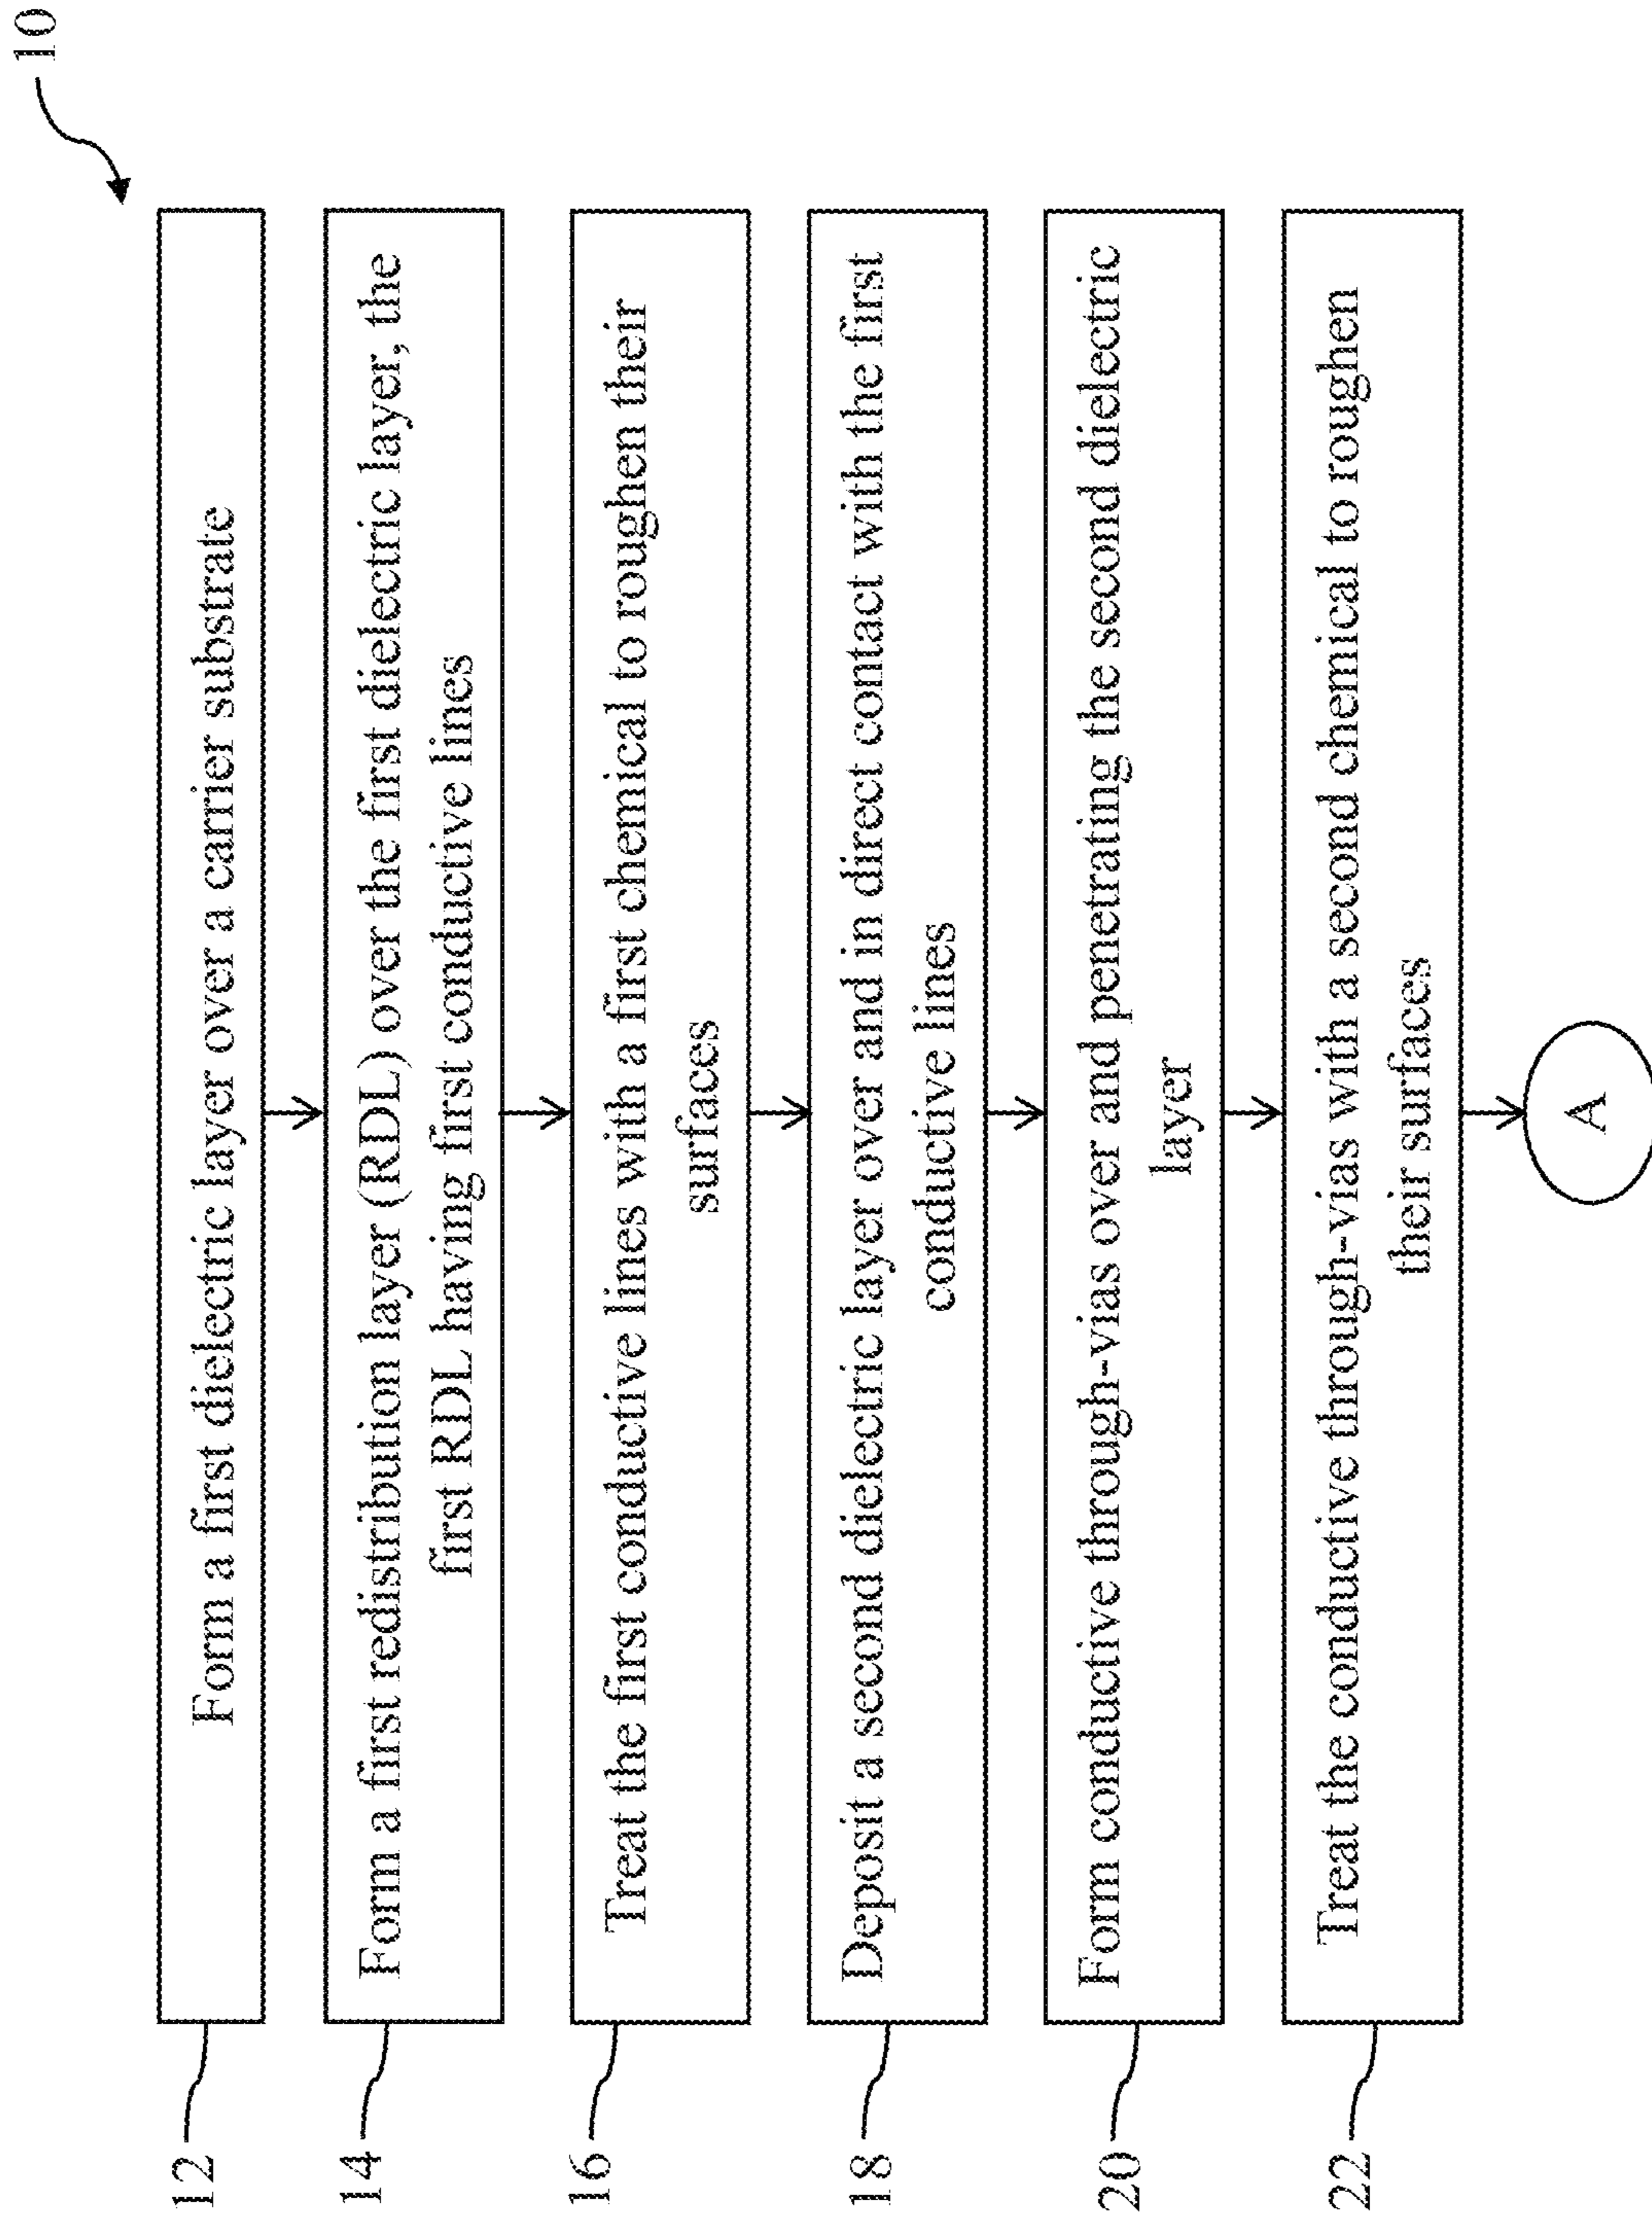 10
12
Form a first dielectric layer over a carrier substrate
14
Form a first redistribution layer (RDL) over the first dielectric layer, the
first RDL having first conductive lines
16
Treat the first conductive lines with a first chemical to roughen their
surfaces
18
Deposit a second dielectric layer over and in direct contact with the first
conductive lines
20
Form conductive through-vias over and penetrating the second dielectric
layer
22
Treat the conductive through-vias with a second chemical to roughen
their surfaces
A